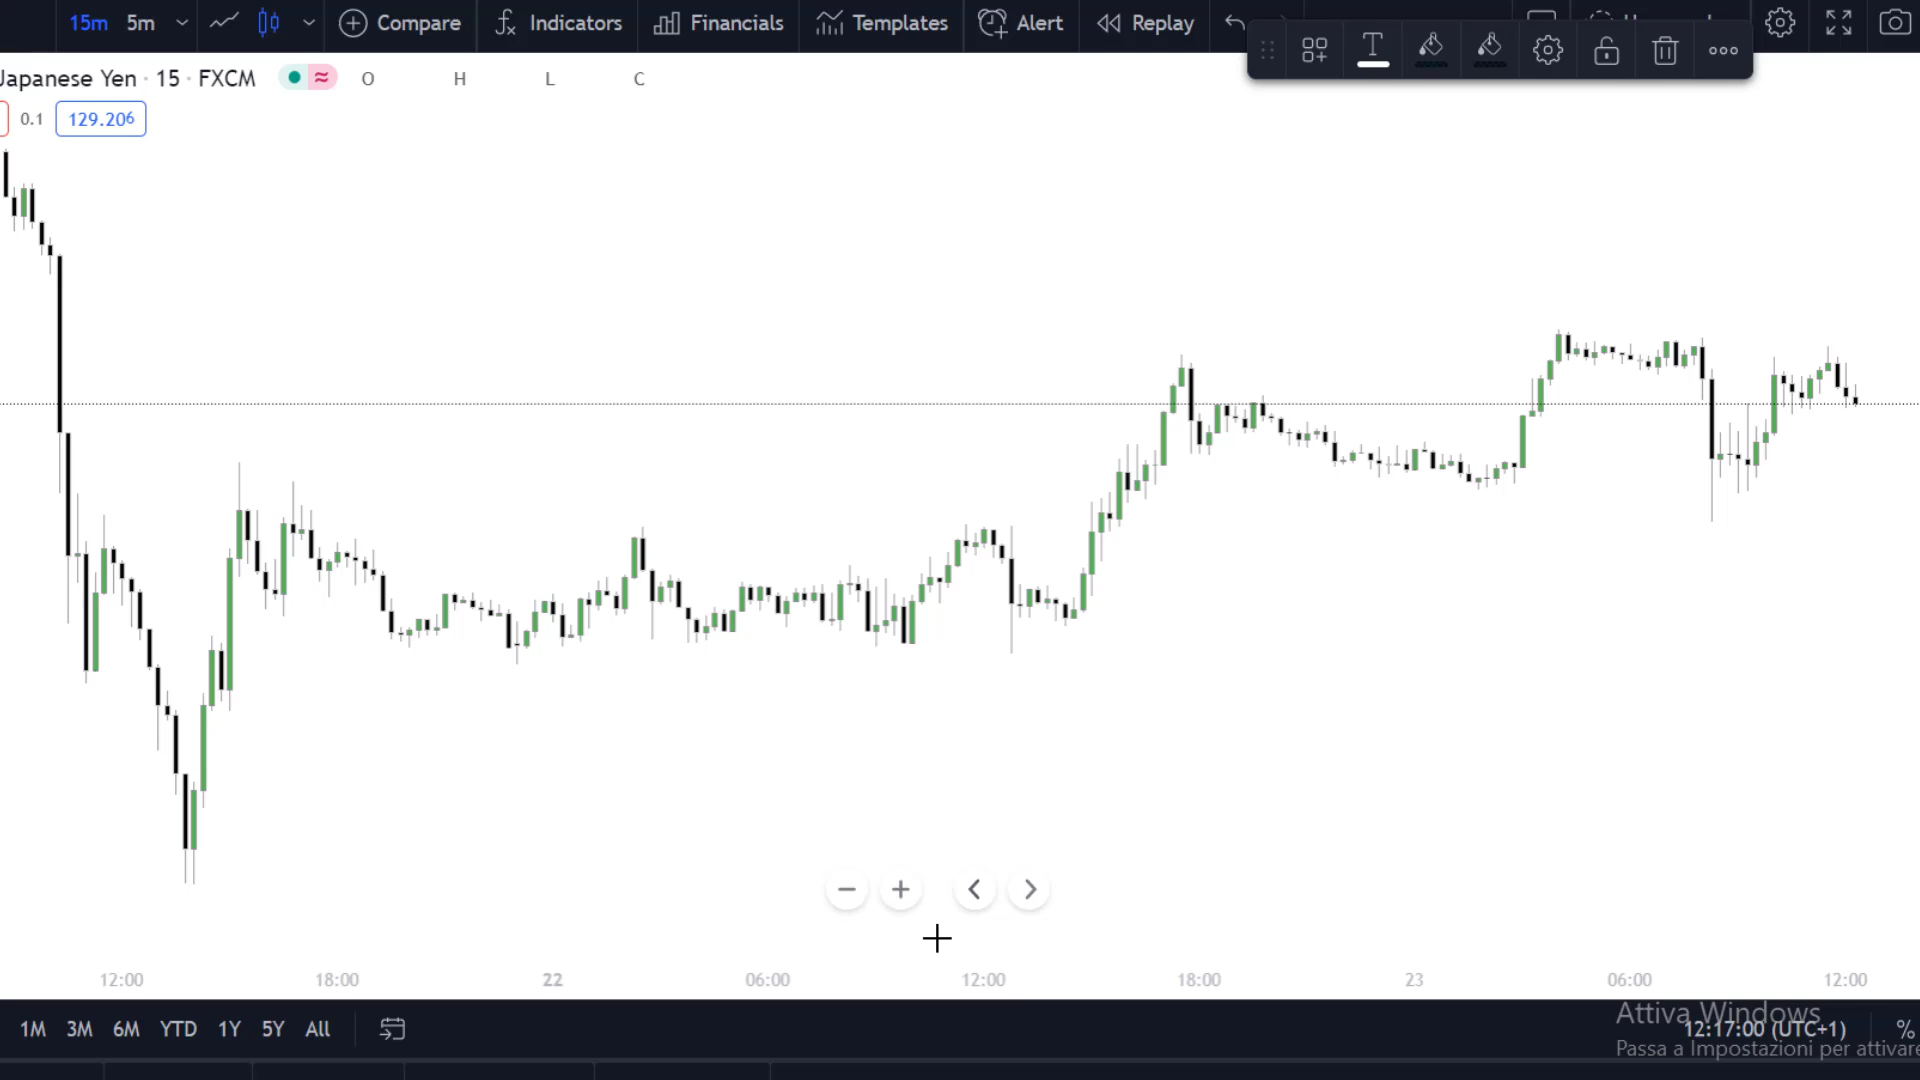 15m 5m Compare Indicators Financials Templates Alert Replay
Japanese Yen · 15 · FXCM O H L C
0.1 129.206
12:00 18:00 22 06:00 12:00 18:00 23 06:00 12:00
1M 3M 6M YTD 1Y 5Y All 12:17:00 (UTC+1) %
Attiva Windows
Passa a Impostazioni per attivare